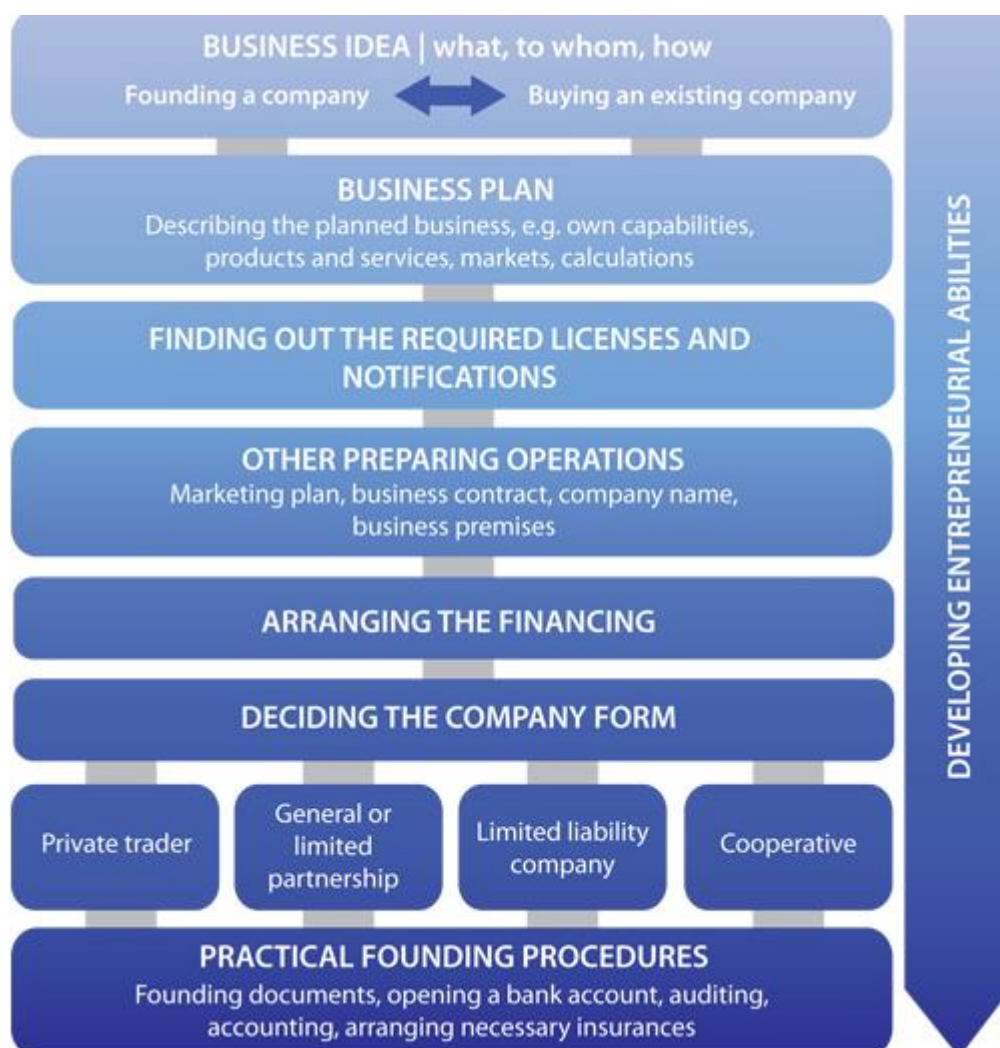 BUSINESS IDEA | what, to whom, how
Founding a company
Buying an existing company
BUSINESS PLAN
Describing the planned business, e.g. own capabilities,
products and services, markets, calculations
FINDING OUT THE REQUIRED LICENSES AND
NOTIFICATIONS
OTHER PREPARING OPERATIONS
Marketing plan, business contract, company name,
business premises
ARRANGING THE FINANCING
DECIDING THE COMPANY FORM
Private trader
General or
limited
partnership
Limited liability
company
Cooperative
PRACTICAL FOUNDING PROCEDURES
Founding documents, opening a bank account, auditing,
accounting, arranging necessary insurances
DEVELOPING ENTREPRENEURIAL ABILITIES